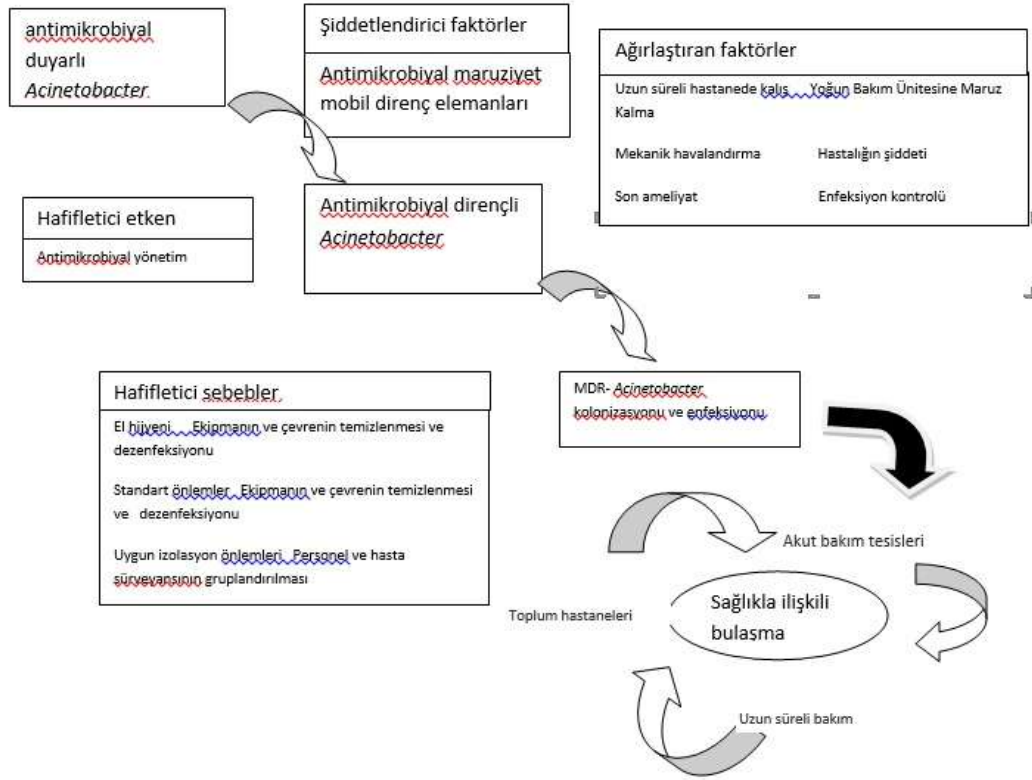 antimikrobiyal
duyarlı
Acinetobacter.
Şiddetlendirici faktörler
Antimikrobiyal maruziyet
mobil direnç elemanları
Ağırlaştıran faktörler
Uzun süreli hastanede kalış Yoğun Bakım Ünitesine Maruz
Kalma
Mekanik havalandırma Hastalığın şiddeti
Son ameliyat Enfeksiyon kontrolü
Hafifletici etken
Antimikrobiyal yönetim
Antimikrobiyal dirençli
Acinetobacter
Hafifletici sebebler
El hijyeni Ekipmanın ve çevrenin temizlenmesi ve
dezenfeksiyonu
Standart önlemler Ekipmanın ve çevrenin temizlenmesi
ve dezenfeksiyonu
Uygun izolasyon önlemleri Personel ve hasta
sürveyansının gruplandırılması
MDR- Acinetobacter
kolonizasyonu ve enfeksiyonu
Akut bakım tesisleri
Sağlıkla ilişkili
bulaşma
Toplum hastaneleri
Uzun süreli bakım